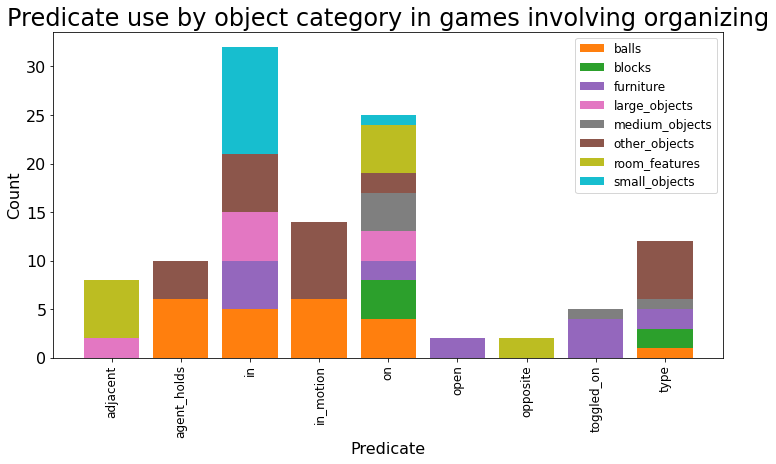 Predicate use by object category in games involving organizing
balls
blocks
furniture
large_objects
medium_objects
other_objects
room_features
small_objects
Count
30
25
20
15
10
5
0
adjacent
agent_holds
in
in_motion
on
open
opposite
toggled_on
type
Predicate